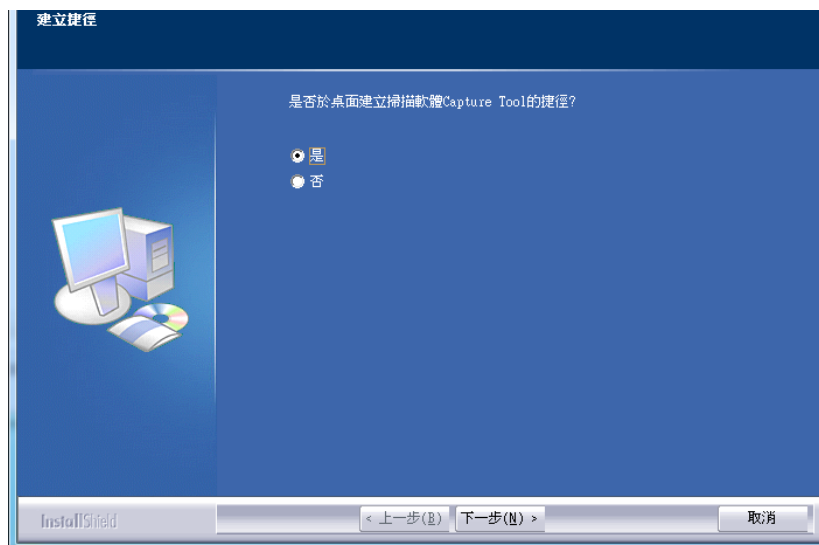 建立捷徑
是否於桌面建立掃描軟體Capture Tool的捷徑?
是
否
InstallShield
< 上一步(B) 下一步(N) > 取消